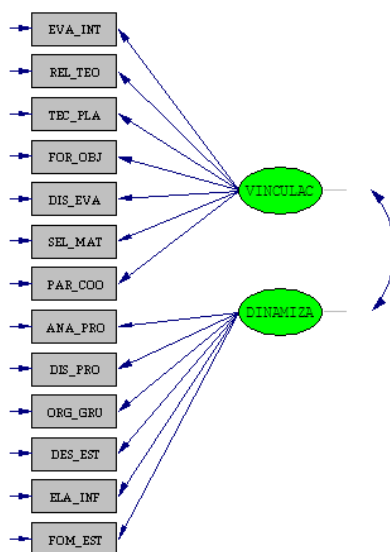 EVA_INT
REL_TEO
TEC_PLA
FOR_OBJ
DIS_EVA
SEL_MAT
PAR_COO
ANA_PRO
DIS_PRO
ORG_GRU
DES_EST
ELA_INF
FOM_EST
VINCULAC
DINAMIZA